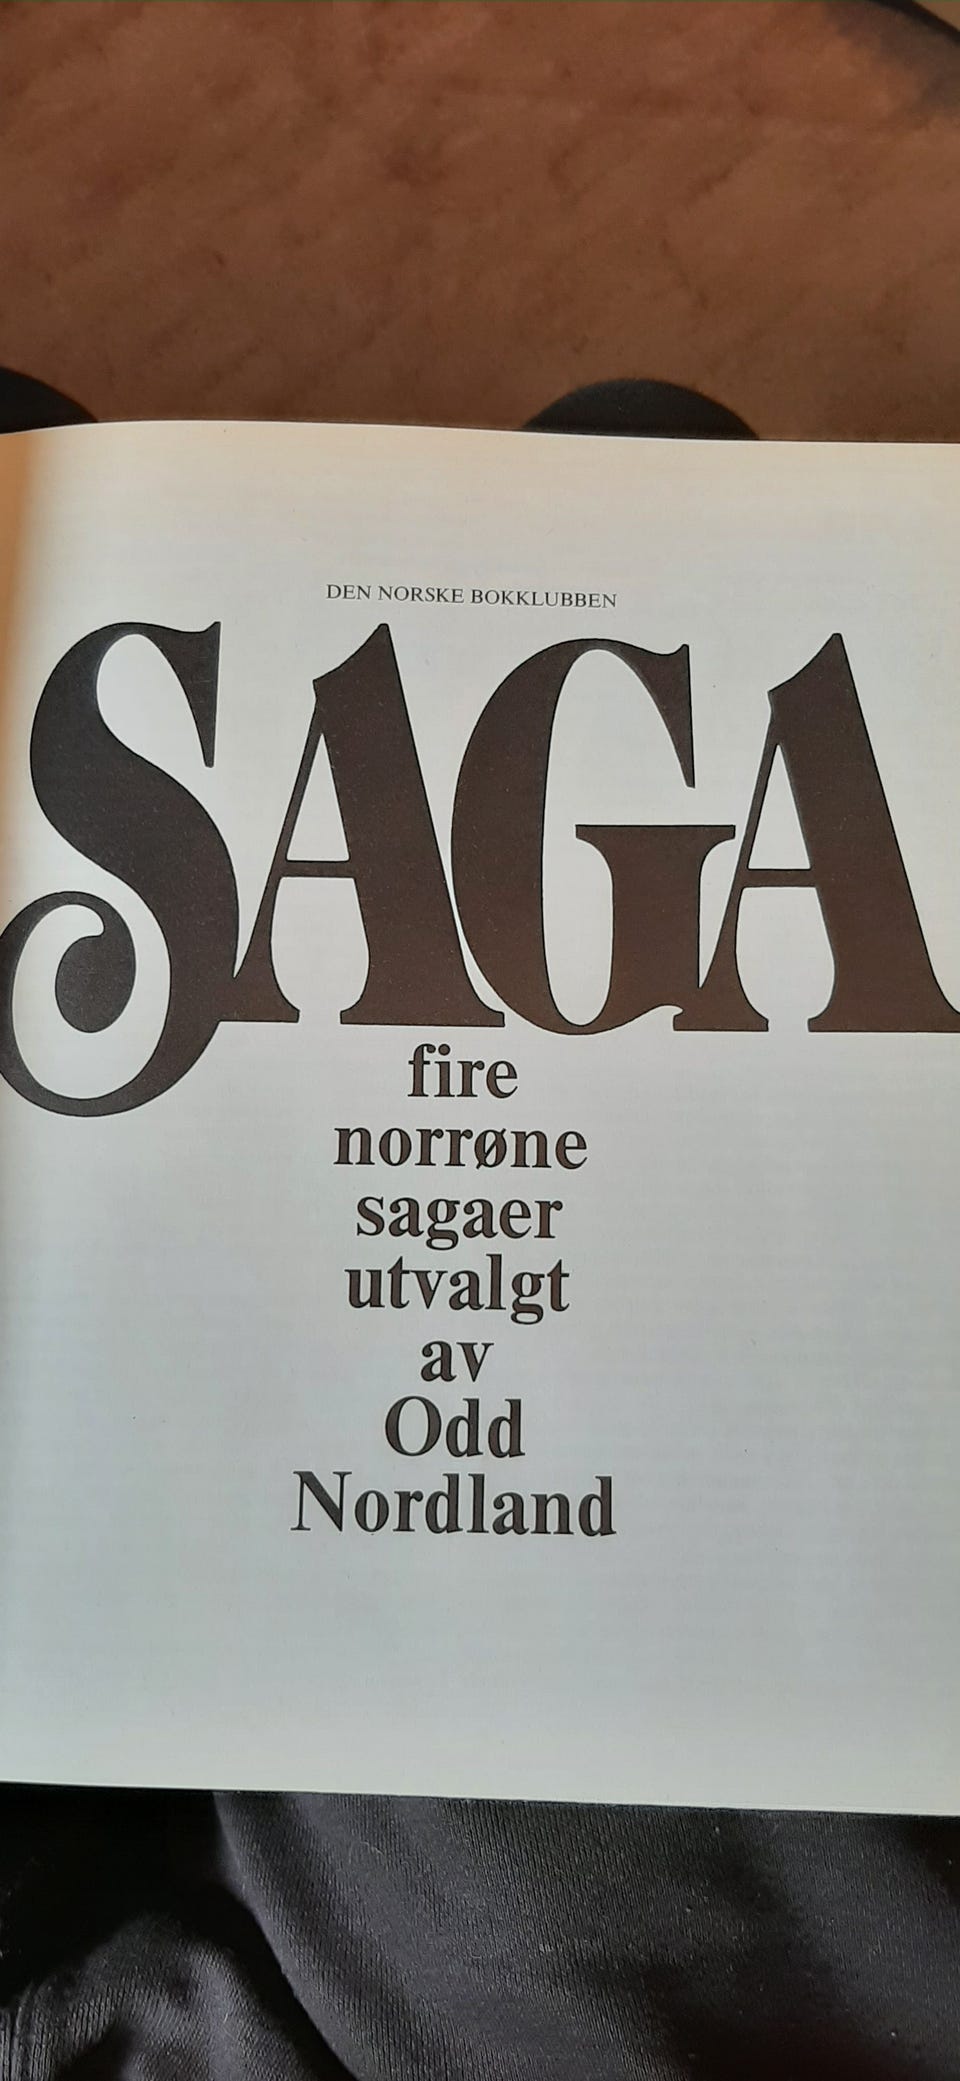 DEN NORSKE BOKKLUBBEN
SAGA
fire
norrøne
sagaer
utvalgt
av
Odd
Nordland